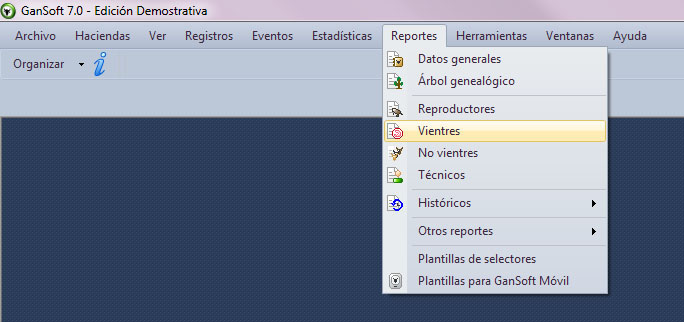 GanSoft 7.0 - Edición Demostrativa
Archivo Haciendas Ver Registros Eventos Estadísticas Reportes Herramientas Ventanas Ayuda
Organizar
Datos generales
Árbol genealógico
Reproductores
Vientres
No vientres
Técnicos
Históricos
Otros reportes
Plantillas de selectores
Plantillas para GanSoft Móvil